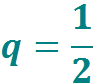 q = 1/2